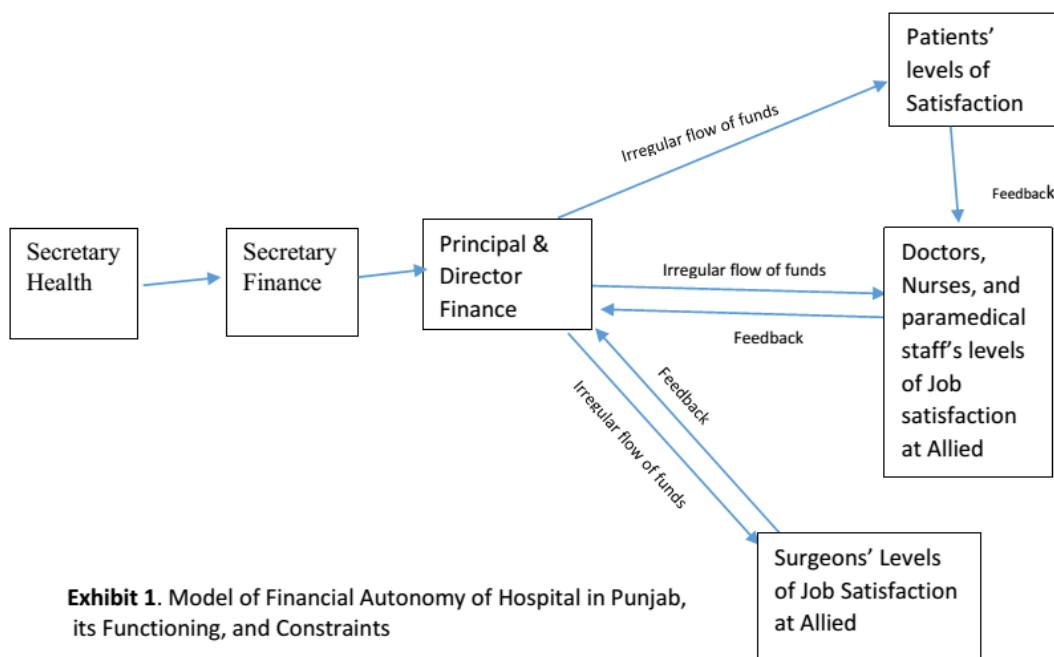 Patients'
levels of
Satisfaction
Irregular flow of funds
Feedback
Secretary
Health
Secretary
Finance
Principal &
Director
Finance
Irregular flow of funds
Feedback
Doctors,
Nurses, and
paramedical
staff's levels
of Job
satisfaction
at Allied
Feedback
Irregular flow of funds
Surgeons' Levels
of Job Satisfaction
at Allied
Exhibit 1. Model of Financial Autonomy of Hospital in Punjab,
its Functioning, and Constraints